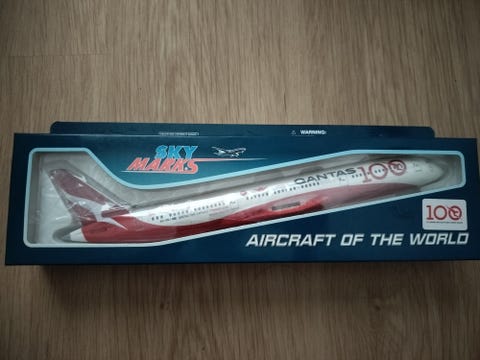 WARNING:
SKY
MARKS
QANTAS 100
100
AIRCRAFT OF THE WORLD